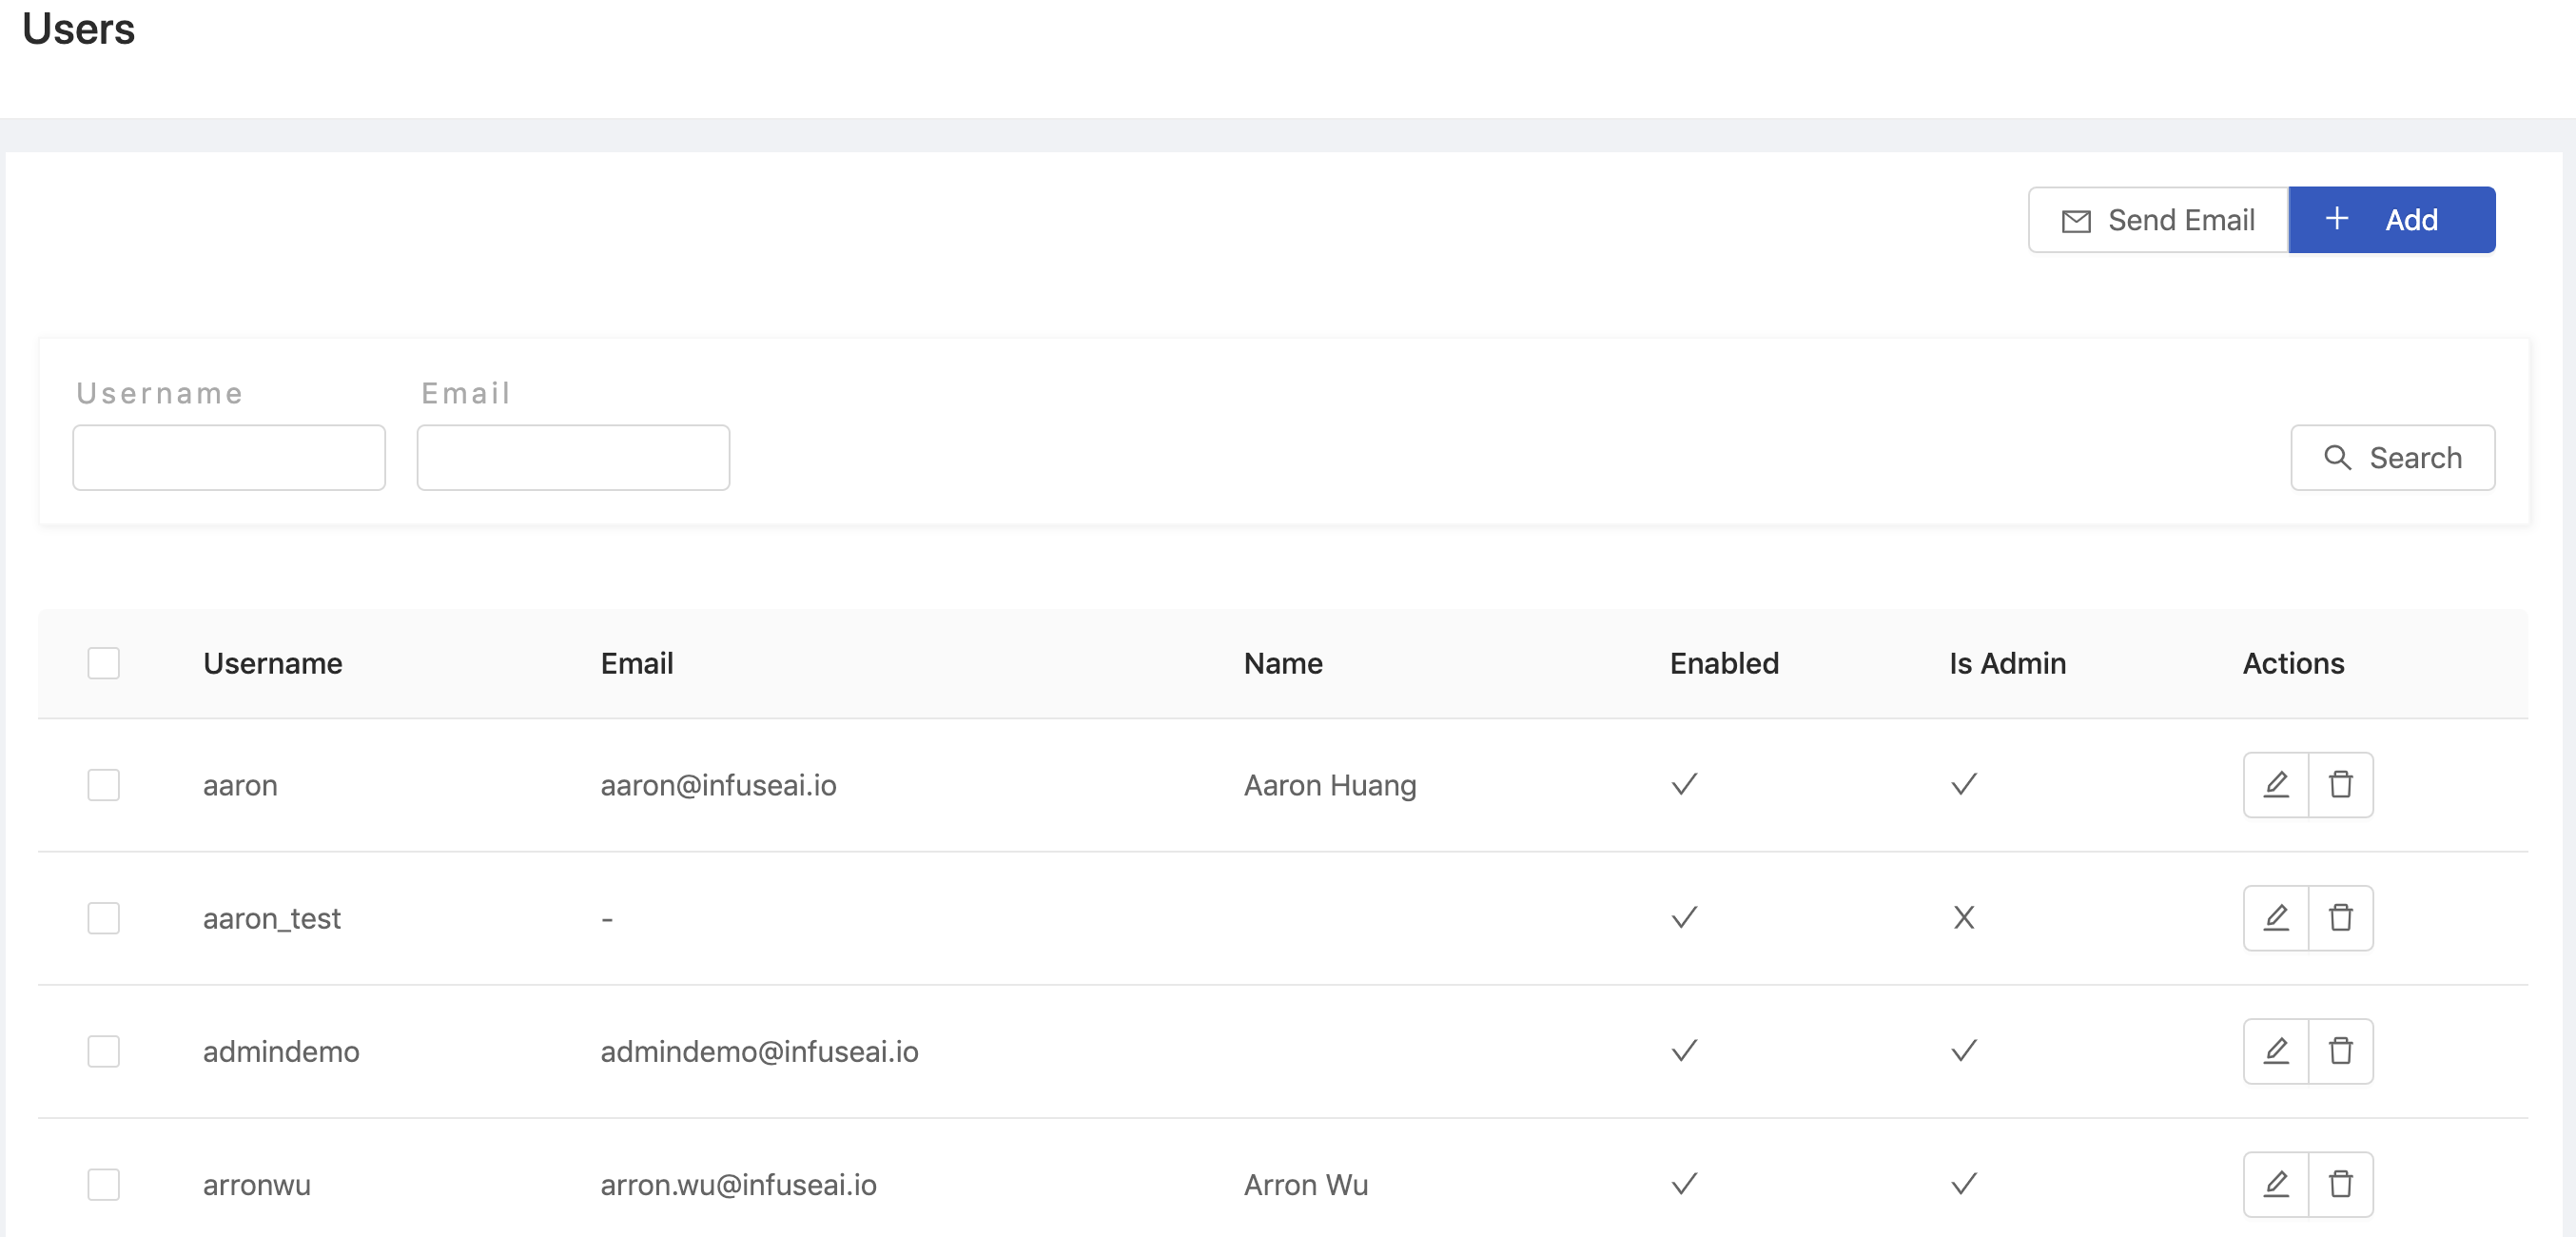 Users
Send Email
+ Add
Username Email
Search
Username Email Name Enabled Is Admin Actions
aaron aaron@infuseai.io Aaron Huang
aaron_test - X
admindemo admindemo@infuseai.io
arronwu arron.wu@infuseai.io Arron Wu